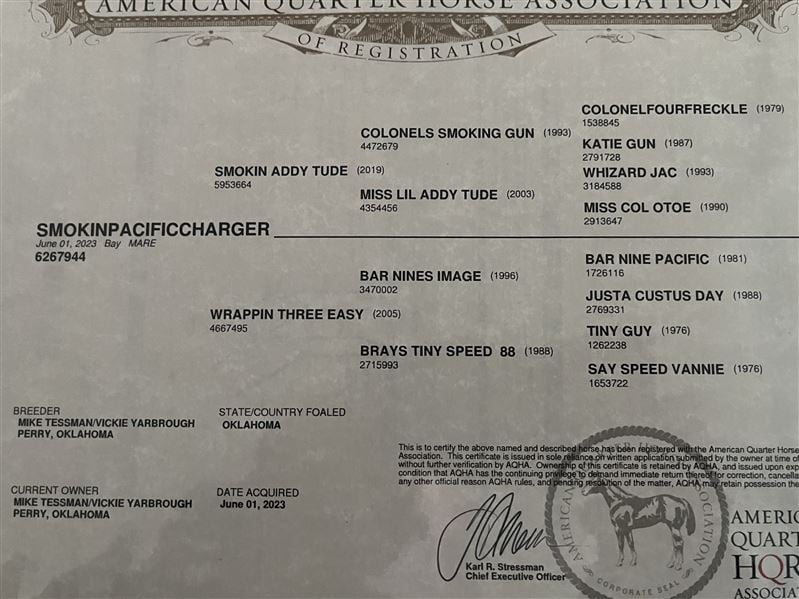 AMERICAN QUARTER HORSE ASSOCIATION
OF REGISTRATION
COLONELFOURFRECKLE (1979)
1538845
COLONELS SMOKING GUN (1993)
4472679
KATIE GUN (1987)
2791728
SMOKIN ADDY TUDE (2019)
5953664
WHIZARD JAC (1993)
3184588
MISS LIL ADDY TUDE (2003)
4354456
MISS COL OTOE (1990)
2913647
SMOKINPACIFICCHARGER
June 01, 2023 Bay MARE
6267944
BAR NINE PACIFIC (1981)
1726116
BAR NINES IMAGE (1996)
3470002
JUSTA CUSTUS DAY (1988)
2769331
WRAPPIN THREE EASY (2005)
4667495
TINY GUY (1976)
1262238
BRAYS TINY SPEED 88 (1988)
2715993
SAY SPEED VANNIE (1976)
1653722
BREEDER
MIKE TESSMAN/VICKIE YARBROUGH
PERRY, OKLAHOMA
STATE/COUNTRY FOALED
OKLAHOMA
CURRENT OWNER
MIKE TESSMAN/VICKIE YARBROUGH
PERRY, OKLAHOMA
DATE ACQUIRED
June 01, 2023
This is to certify the above named and described horse has been registered with the American Quarter Horse
Association. This certificate is issued in sole reliance on written application submitted by the owner at time of
without further verification by AQHA. Ownership of this certificate is retained by AQHA, and issued upon exp
condition that AQHA has the continuing privilege to demand immediate return thereof for correction, cancella
any other official reason AQHA rules, and pending resolution of the matter, AQHA may retain possession the
Karl R. Stressman
Chief Executive Officer
AMERICAN QUARTER HORSE ASSOCIATION
CORPORATE SEAL
AMERIC
QUART
HOR
ASSOCIA